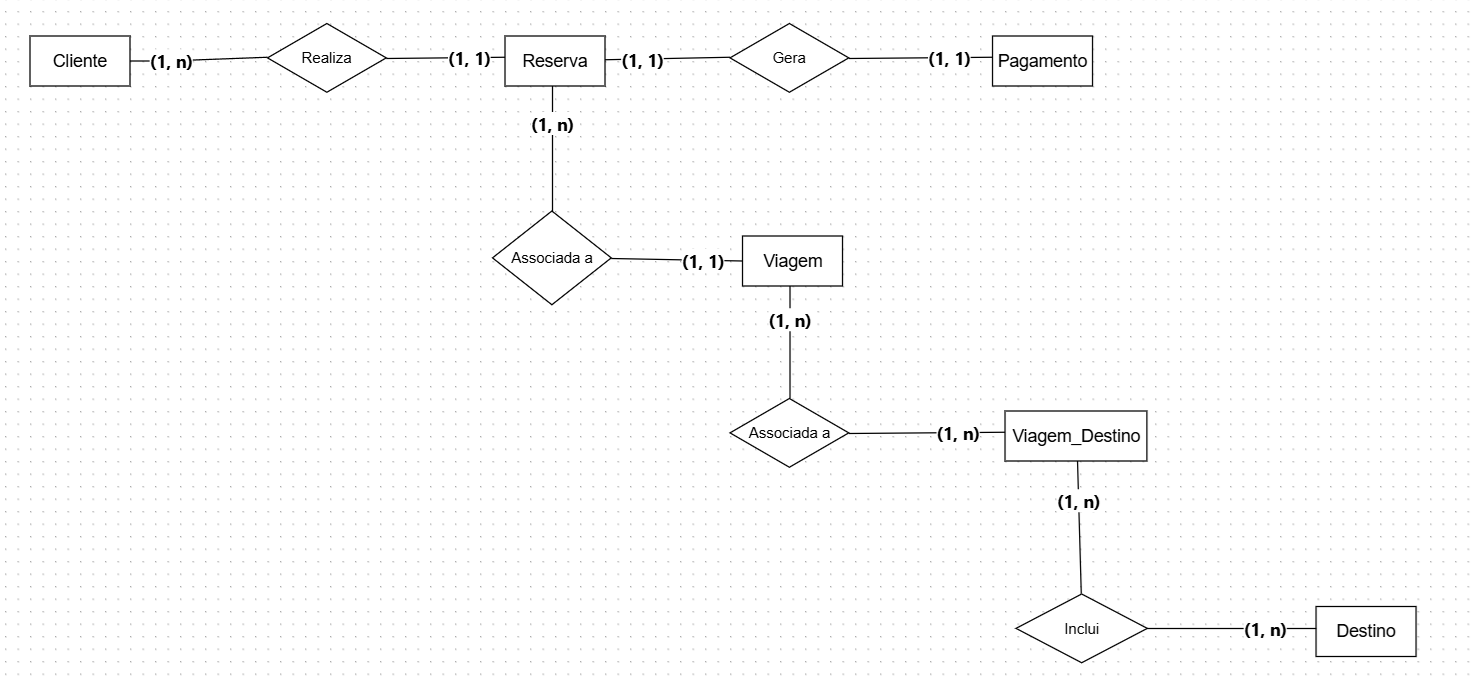 Cliente
(1, n)
Realiza
(1, 1)
Reserva
(1, 1)
Gera
(1, 1)
Pagamento
(1, n)
Associada a
(1, 1)
Viagem
(1, n)
Associada a
(1, n)
Viagem_Destino
(1, n)
Inclui
(1, n)
Destino